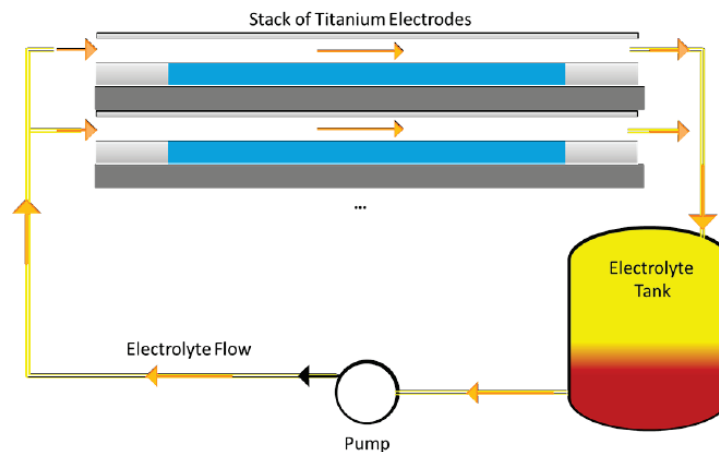 Stack of Titanium Electrodes
...
Electrolyte
Tank
Electrolyte Flow
Pump